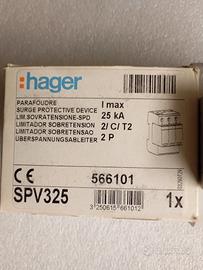 :hager
PARAFOUDRE
SURGE PROTECTIVE DEVICE
LIM.SOVRATENSIONE-SPD
LIMITADOR SOBRETENSION
LIMITADOR SOBRETENSAO
ÜBERSPANNUNGSABLEITER
I max
25 kA
2/ C/ T2
2 P
CE
566101
SPV325
1x
3 250615 661012